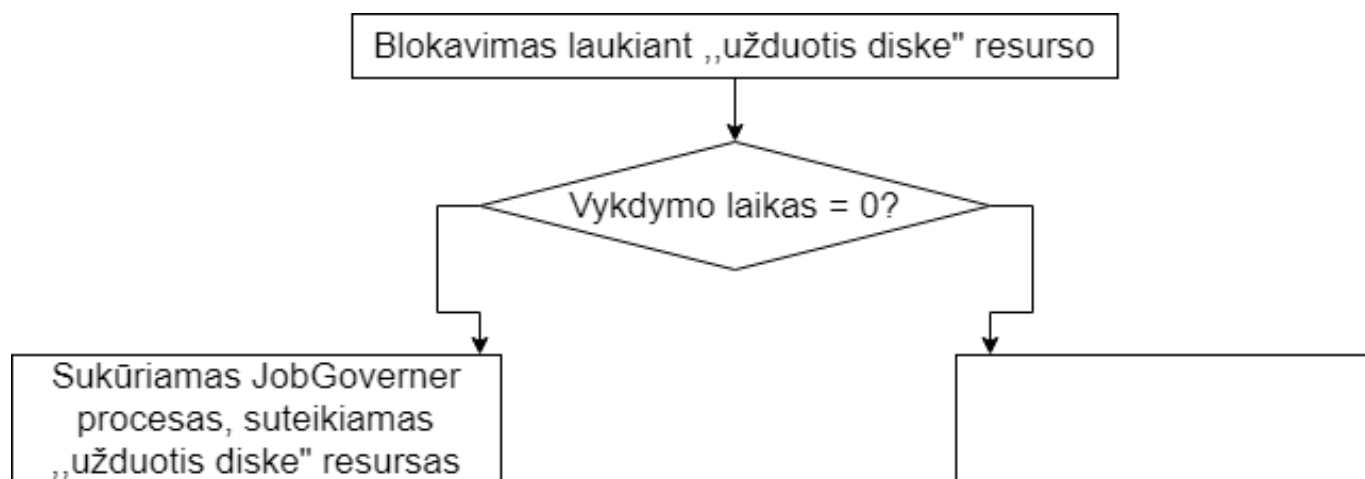 Blokavimas laukiant ,,užduotis diske" resurso
Vykdymo laikas = 0?
Sukūriamas JobGoverner
procesas, suteikiamas
,,užduotis diske" resursas